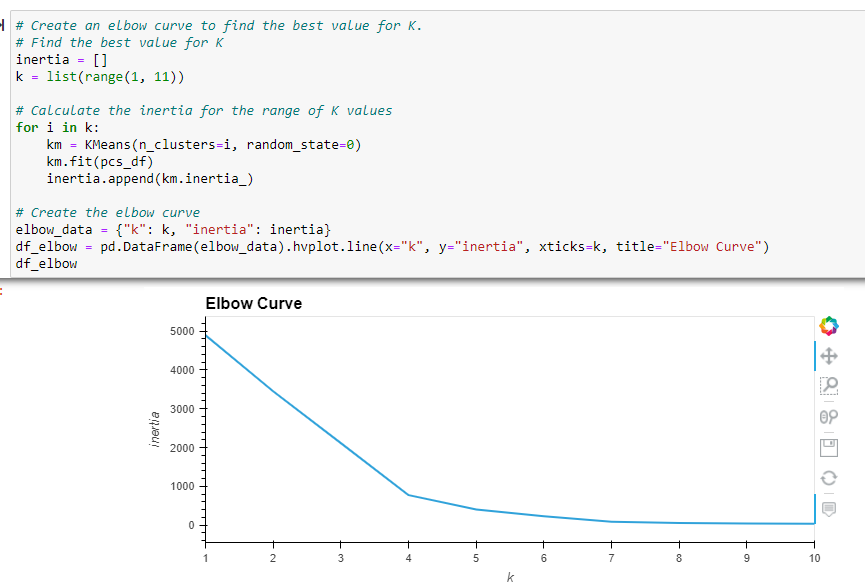 # Create an elbow curve to find the best value for K.
# Find the best value for K
inertia = []
k = list(range(1, 11))
# Calculate the inertia for the range of K values
for i in k:
    km = KMeans(n_clusters=i, random_state=0)
    km.fit(pcs_df)
    inertia.append(km.inertia_)
# Create the elbow curve
elbow_data = {"k": k, "inertia": inertia}
df_elbow = pd.DataFrame(elbow_data).hvplot.line(x="k", y="inertia", xticks=k, title="Elbow Curve")
df_elbow
Elbow Curve
5000
4000
3000
2000
1000
0
inertia
1 2 3 4 5 6 7 8 9 10
k